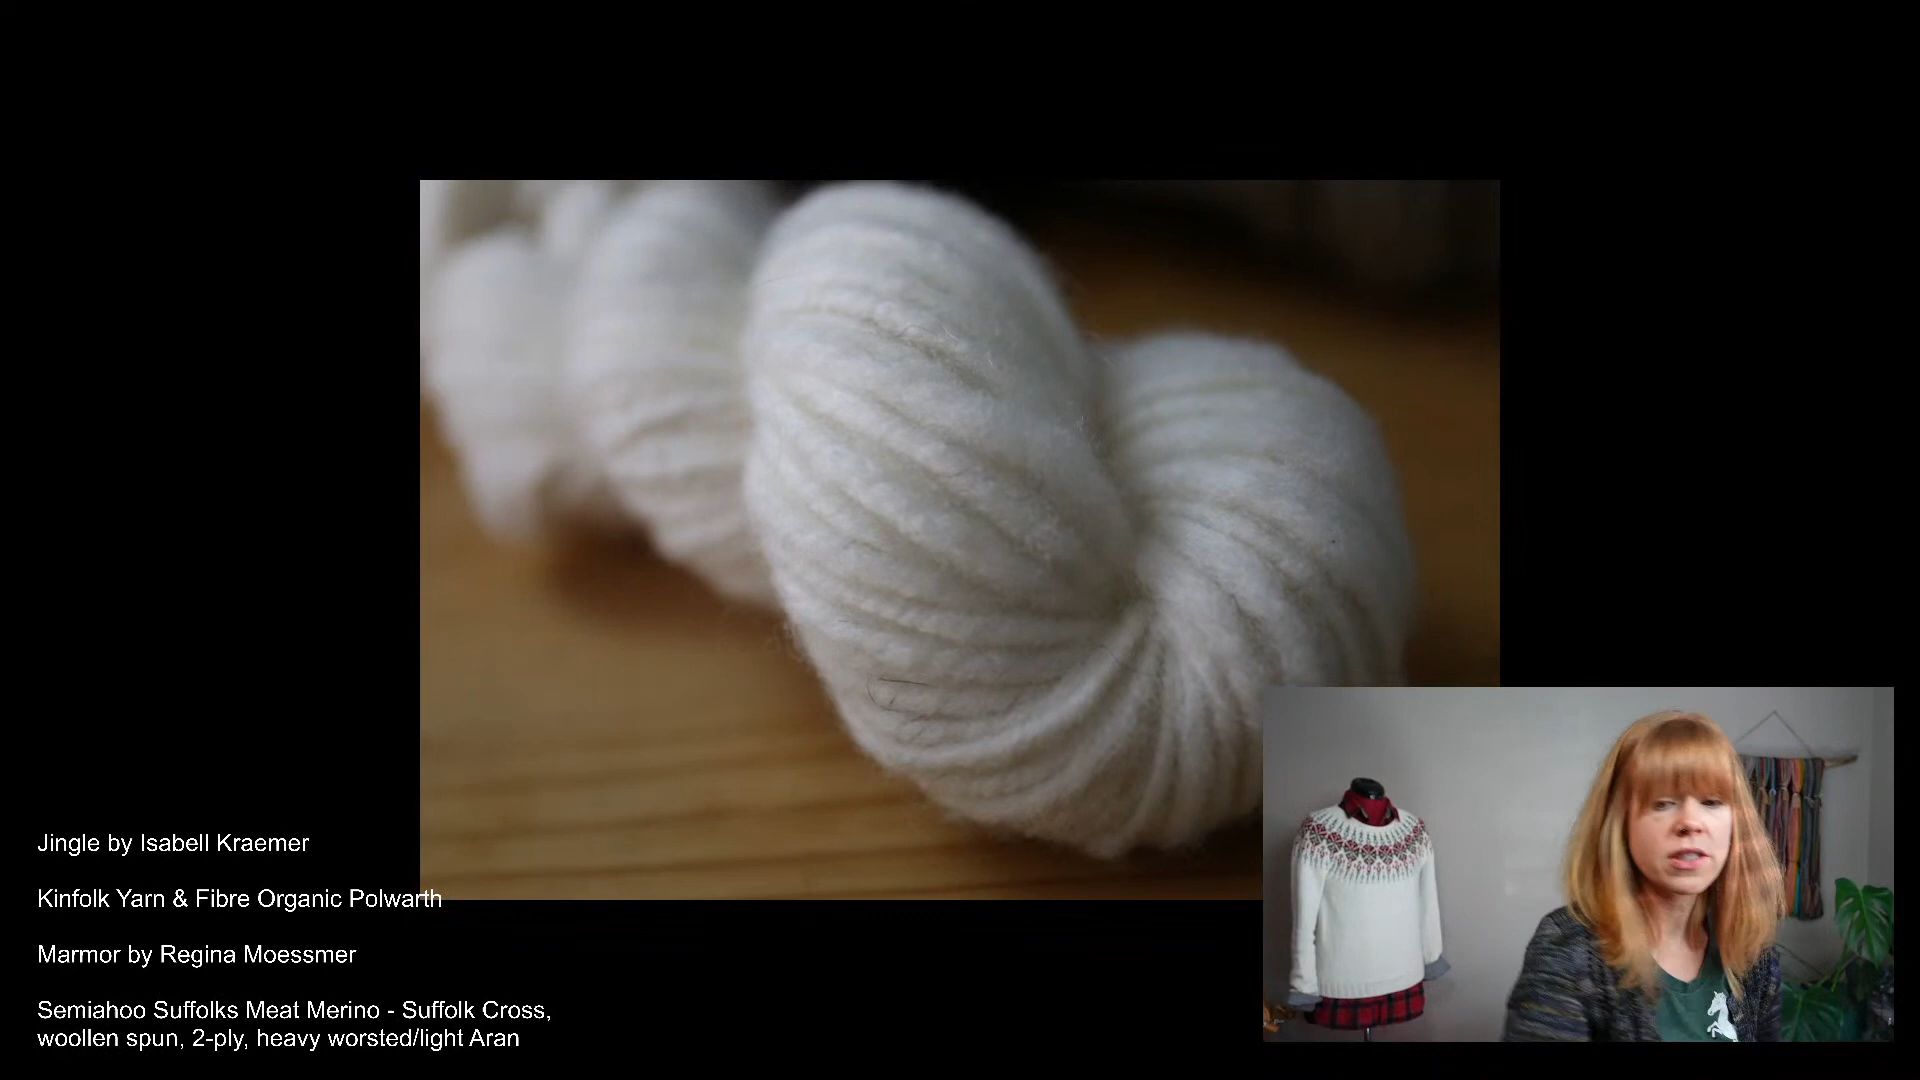 Jingle by Isabell Kraemer
Kinfolk Yarn & Fibre Organic Polwarth
Marmor by Regina Moessmer
Semiahoo Suffolks Meat Merino - Suffolk Cross,
woollen spun, 2-ply, heavy worsted/light Aran